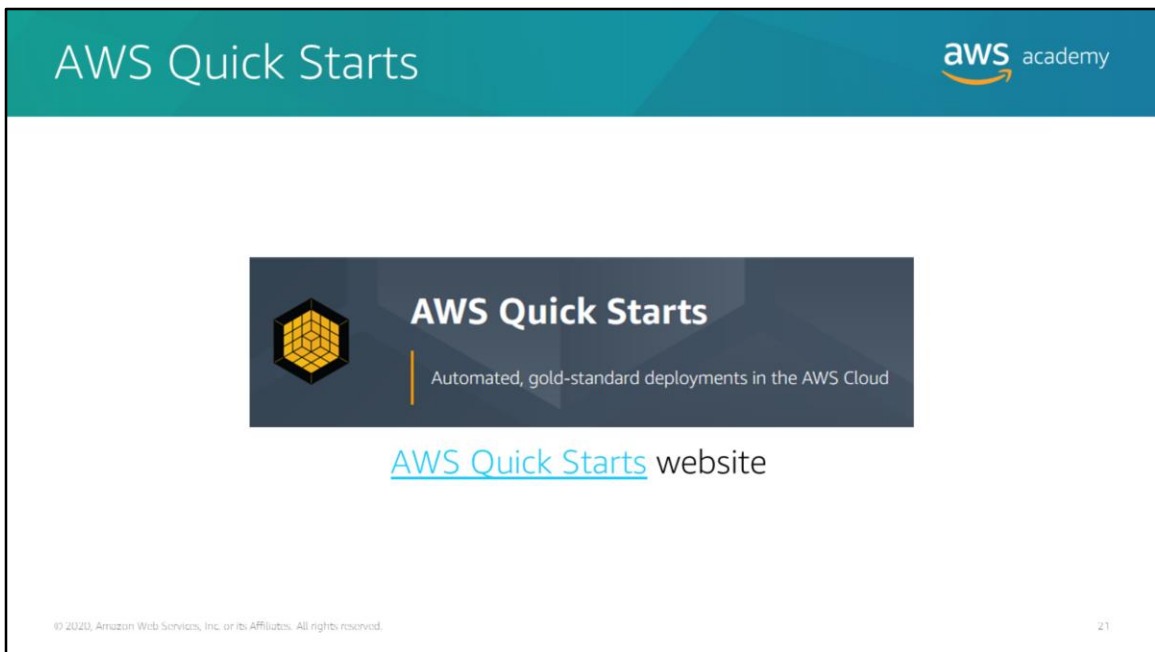 AWS Quick Starts
aws academy
AWS Quick Starts
Automated, gold-standard deployments in the AWS Cloud
AWS Quick Starts website
© 2020, Amazon Web Services, Inc. or its Affiliates. All rights reserved.
21